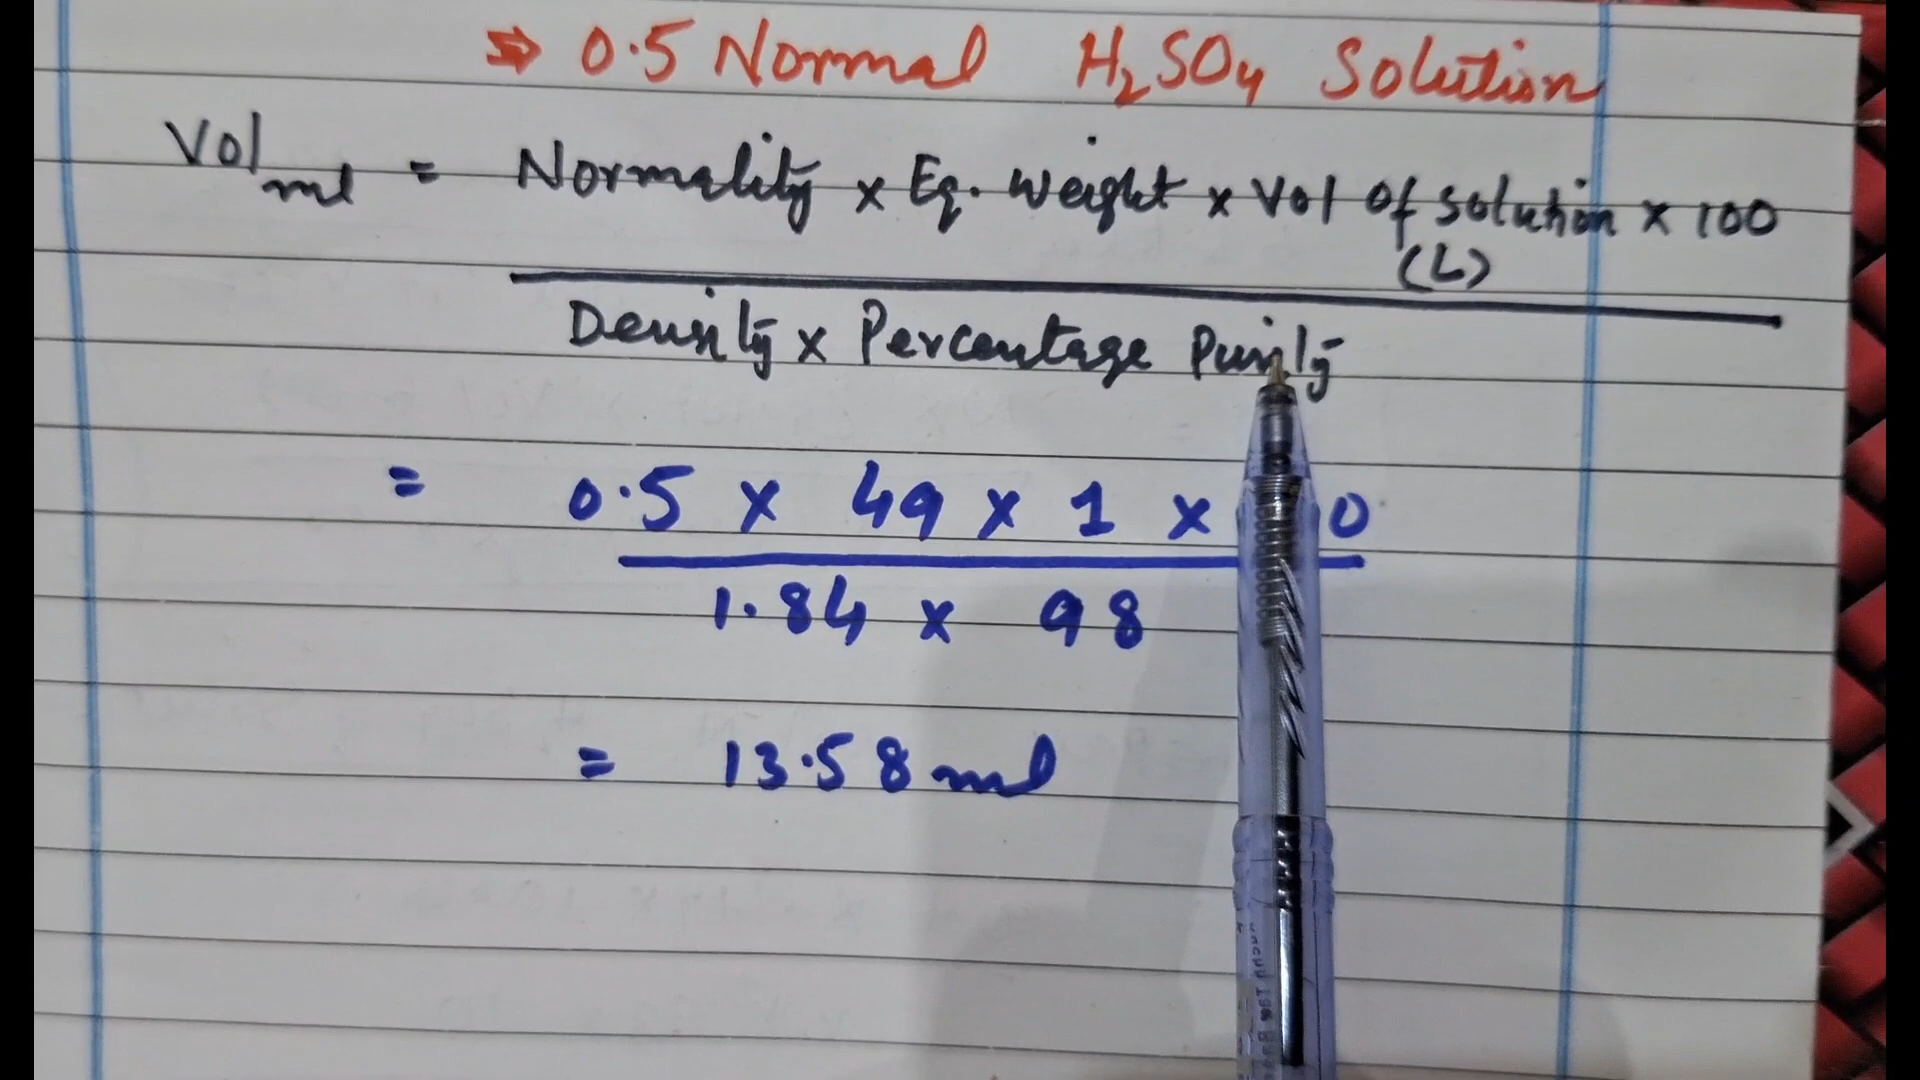 ⇒ 0.5 Normal H₂SO₄ Solution
Vol ml = Normality x Eq. weight x Vol of solution x 100
(L)
Density x Percentage Purity
= 0.5 x 49 x 1 x 0
1.84 x 98
= 13.58 ml